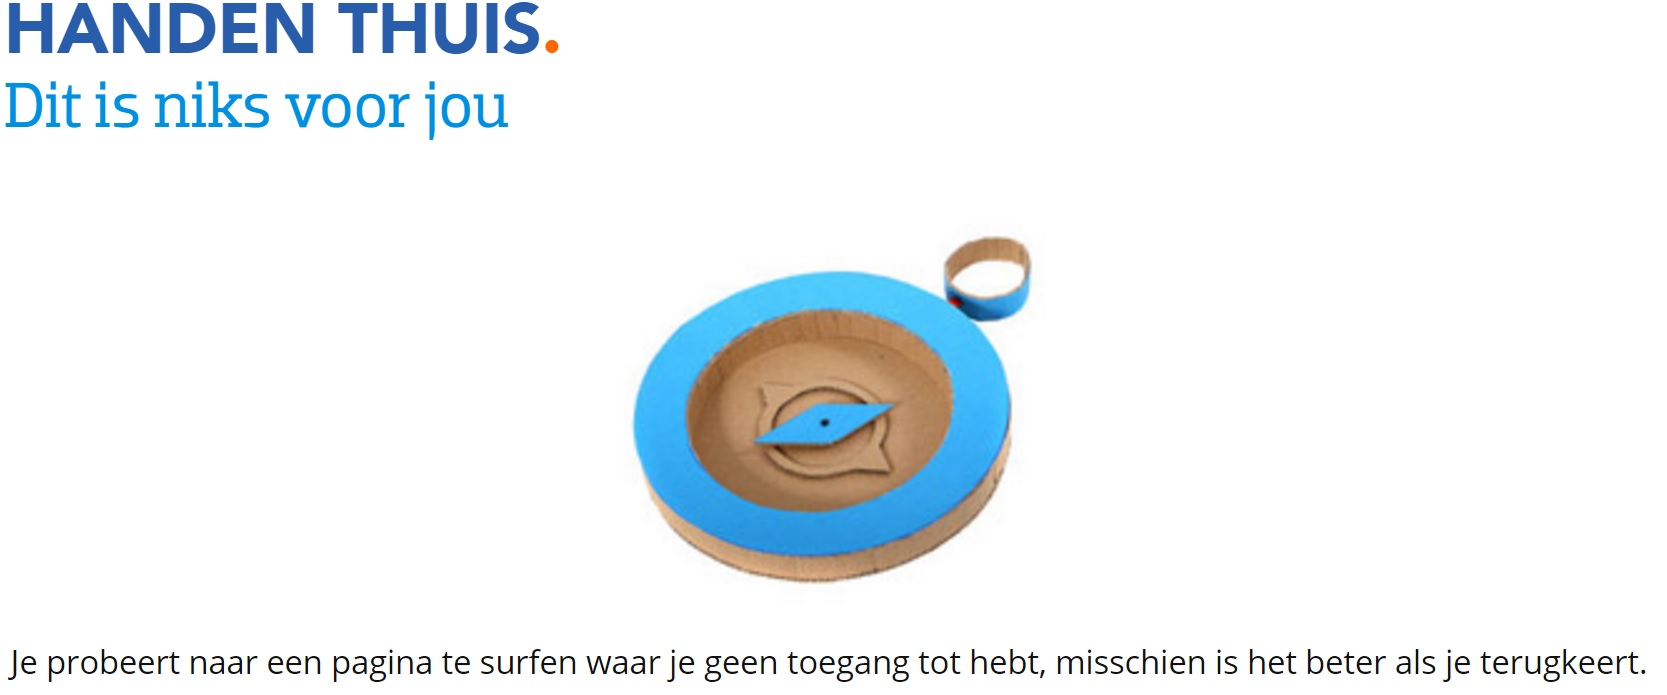 HANDEN THUIS.
Dit is niks voor jou
Je probeert naar een pagina te surfen waar je geen toegang tot hebt, misschien is het beter als je terugkeert.